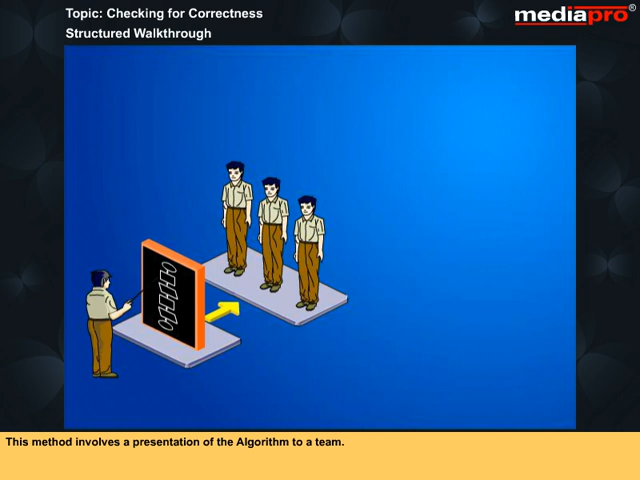 Topic: Checking for Correctness
Structured Walkthrough
mediapro®
This method involves a presentation of the Algorithm to a team.